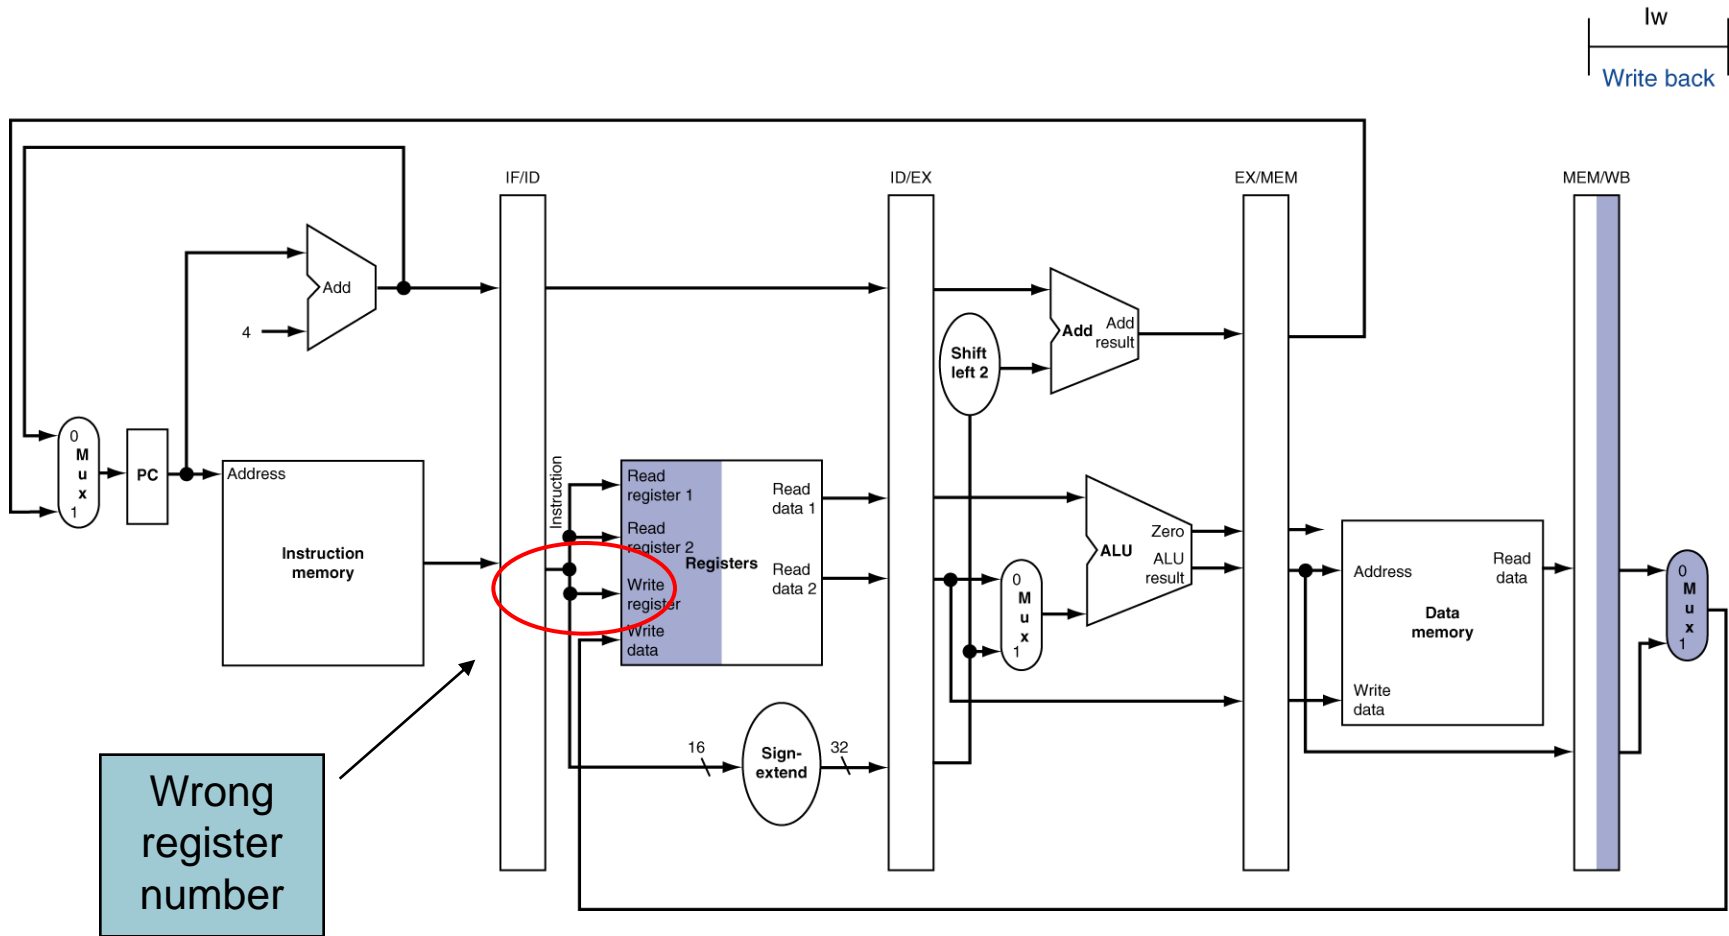 lw
Write back
IF/ID
ID/EX
EX/MEM
MEM/WB
Add
4
Shift
left 2
Add
Add
result
0
M
u
x
1
PC
Address
Instruction
memory
Instruction
Read
register 1
Read
register 2
Registers
Write
register
Write
data
Read
data 1
Read
data 2
0
M
u
x
1
ALU
Zero
ALU
result
Address
Read
data
Data
memory
Write
data
0
M
u
x
1
16
Sign-
extend
32
Wrong
register
number